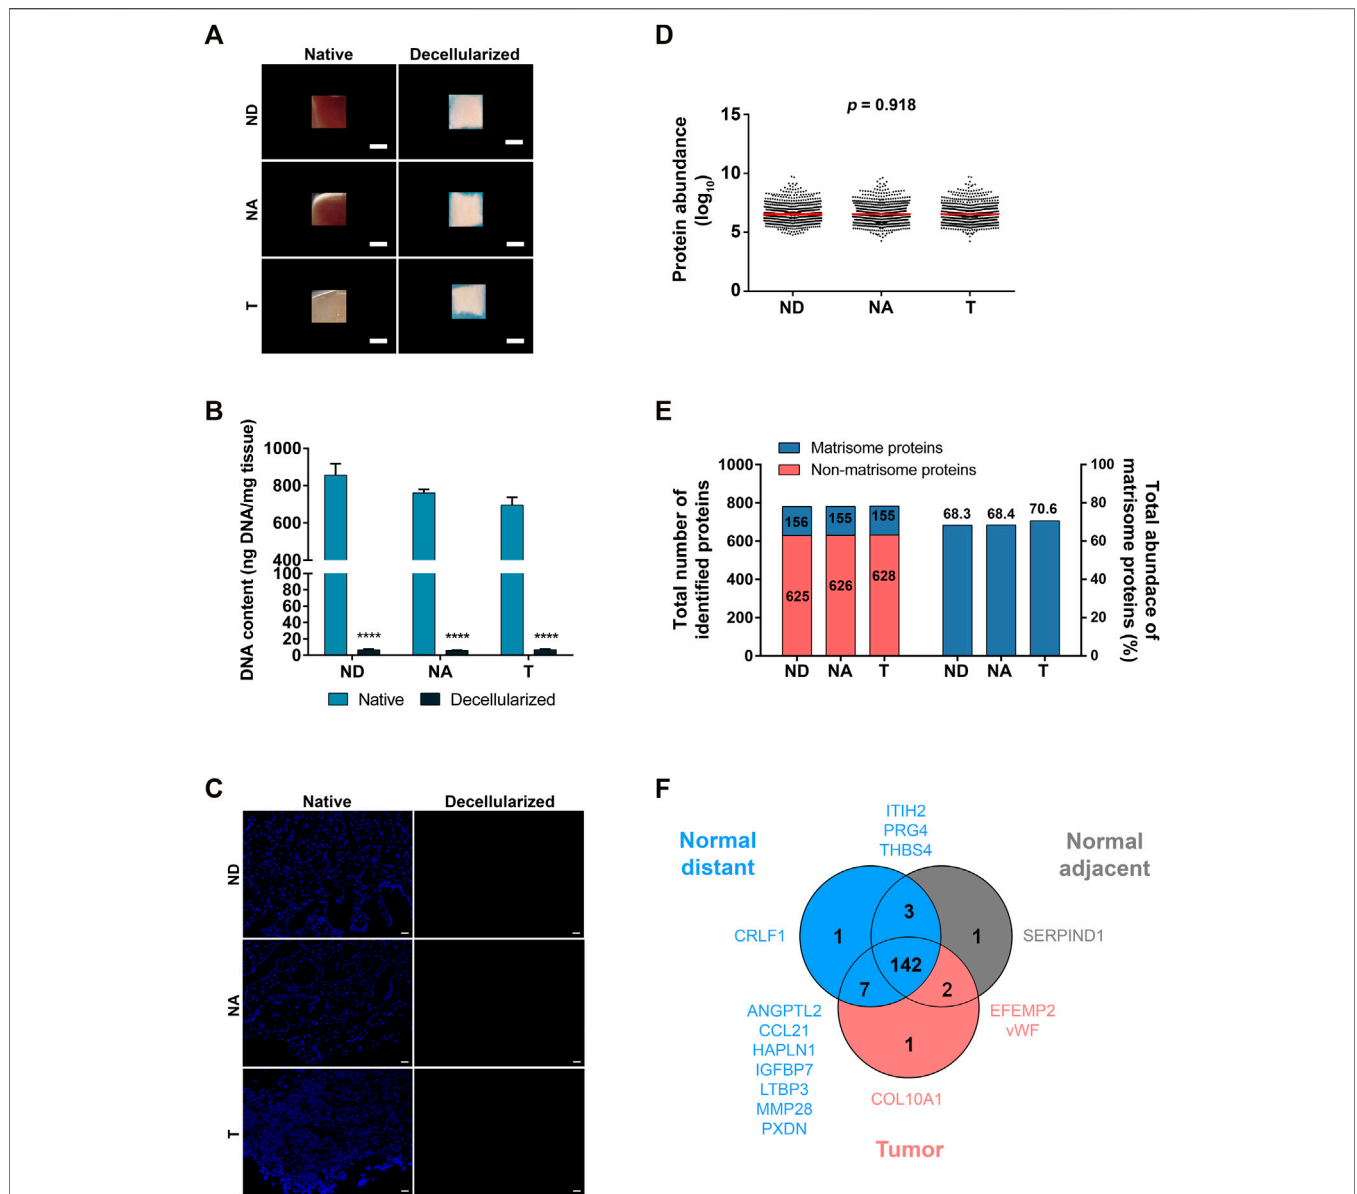 A
Native Decellularized
ND
NA
T
B
DNA content (ng DNA/mg tissue)
1000
800
600
400
100
80
60
40
20
0
****
****
****
ND NA T
Native Decellularized
C
Native Decellularized
ND
NA
T
D
p = 0.918
Protein abundance
(log10)
15
10
5
0
ND NA T
E
Matrisome proteins
Non-matrisome proteins
Total number of
identified proteins
1000
800
600
400
200
0
156 155 155
625 626 628
68.3 68.4 70.6
100
80
60
40
20
0
Total abundace of
matrisome proteins (%)
ND NA T ND NA T
F
ITIH2
PRG4
THBS4
Normal
distant
Normal
adjacent
CRLF1
1
3
1
SERPIND1
142
7
2
ANGPTL2
CCL21
HAPLN1
IGFBP7
LTBP3
MMP28
PXDN
EFEMP2
vWF
1
COL10A1
Tumor